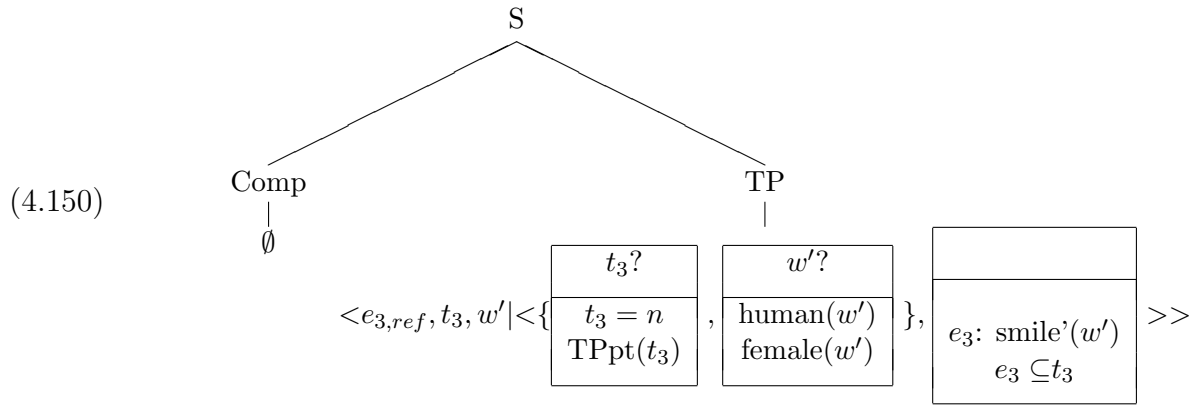 S
(4.150)
Comp
TP
∅
<e₃,ref, t₃, w′|<{
t₃?
t₃ = n
TPpt(t₃)
,
w′?
human(w′)
female(w′)
},
e₃: smile’(w′)
e₃ ⊆t₃
>>